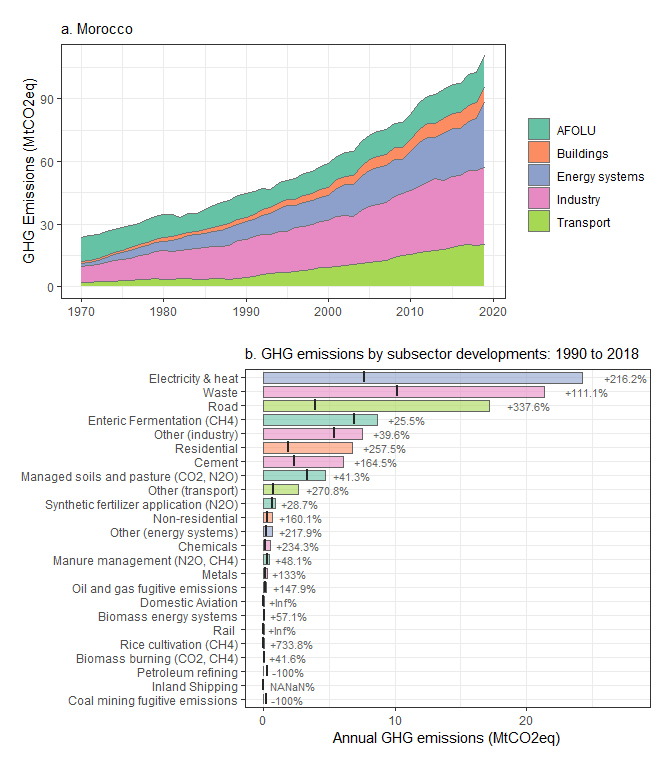 a. Morocco
GHG Emissions (MtCO2eq)
90
60
30
0
1970
1980
1990
2000
2010
2020
AFOLU
Buildings
Energy systems
Industry
Transport
b. GHG emissions by subsector developments: 1990 to 2018
Electricity & heat +216.2%
Waste +111.1%
Road +337.6%
Enteric Fermentation (CH4) +25.5%
Other (industry) +39.6%
Residential +257.5%
Cement +164.5%
Managed soils and pasture (CO2, N2O) +41.3%
Other (transport) +270.8%
Synthetic fertilizer application (N2O) +28.7%
Non-residential +160.1%
Other (energy systems) +217.9%
Chemicals +234.3%
Manure management (N2O, CH4) +48.1%
Metals +133%
Oil and gas fugitive emissions +147.9%
Domestic Aviation +Inf%
Biomass energy systems +57.1%
Rail +Inf%
Rice cultivation (CH4) +733.8%
Biomass burning (CO2, CH4) +41.6%
Petroleum refining -100%
Inland Shipping NANaN%
Coal mining fugitive emissions -100%
0
10
20
Annual GHG emissions (MtCO2eq)